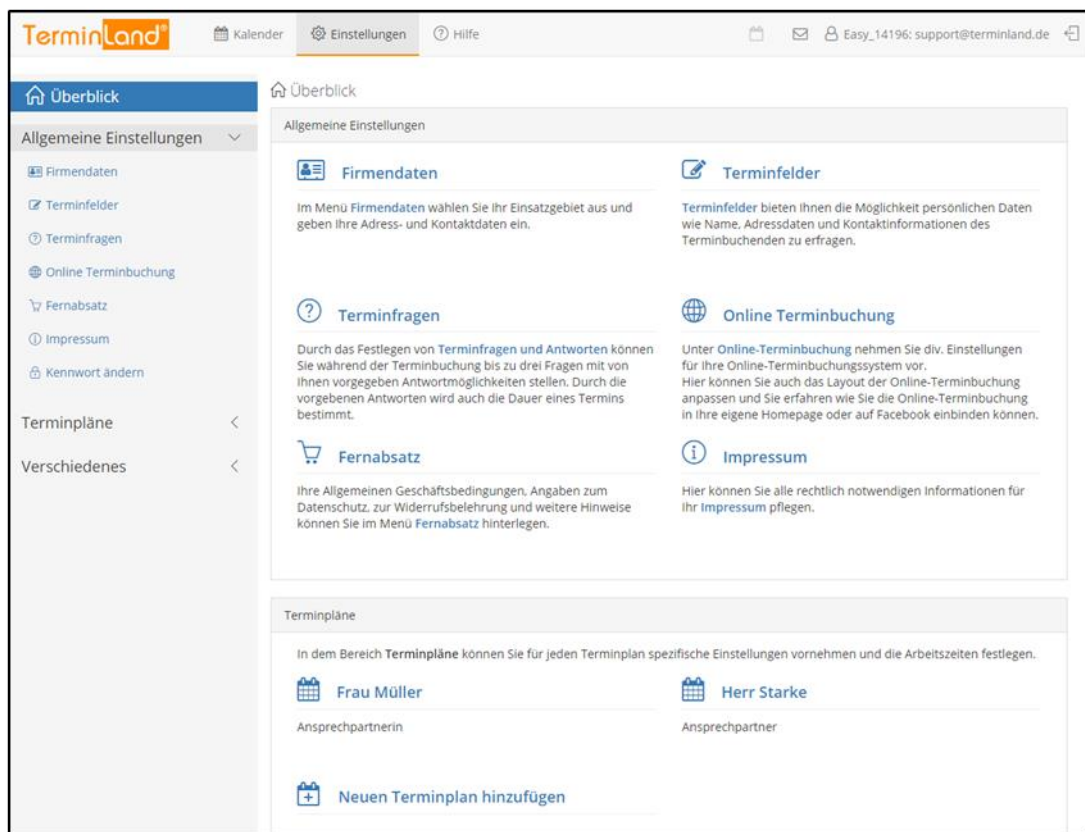 TerminLand®
Kalender
Einstellungen
Hilfe
Easy_14196: support@terminland.de
Überblick
Allgemeine Einstellungen
Firmendaten
Terminfelder
Terminfragen
Online Terminbuchung
Fernabsatz
Impressum
Kennwort ändern
Terminpläne
Verschiedenes
Überblick
Allgemeine Einstellungen
Firmendaten
Im Menü Firmendaten wählen Sie Ihr Einsatzgebiet aus und
geben Ihre Adress- und Kontaktdaten ein.
Terminfelder
Terminfelder bieten Ihnen die Möglichkeit persönlichen Daten
wie Name, Adressdaten und Kontaktinformationen des
Terminbuchenden zu erfragen.
Terminfragen
Durch das Festlegen von Terminfragen und Antworten können
Sie während der Terminbuchung bis zu drei Fragen mit von
Ihnen vorgegeben Antwortmöglichkeiten stellen. Durch die
vorgebenen Antworten wird auch die Dauer eines Termins
bestimmt.
Online Terminbuchung
Unter Online-Terminbuchung nehmen Sie div. Einstellungen
für Ihre Online-Terminbuchungssystem vor.
Hier können Sie auch das Layout der Online-Terminbuchung
anpassen und Sie erfahren wie Sie die Online-Terminbuchung
in Ihre eigene Homepage oder auf Facebook einbinden können.
Fernabsatz
Ihre Allgemeinen Geschäftsbedingungen, Angaben zum
Datenschutz, zur Widerrufsbelehrung und weitere Hinweise
können Sie im Menü Fernabsatz hinterlegen.
Impressum
Hier können Sie alle rechtlich notwendigen Informationen für
Ihr Impressum pflegen.
Terminpläne
In dem Bereich Terminpläne können Sie für jeden Terminplan spezifische Einstellungen vornehmen und die Arbeitszeiten festlegen.
Frau Müller
Ansprechpartnerin
Herr Starke
Ansprechpartner
Neuen Terminplan hinzufügen